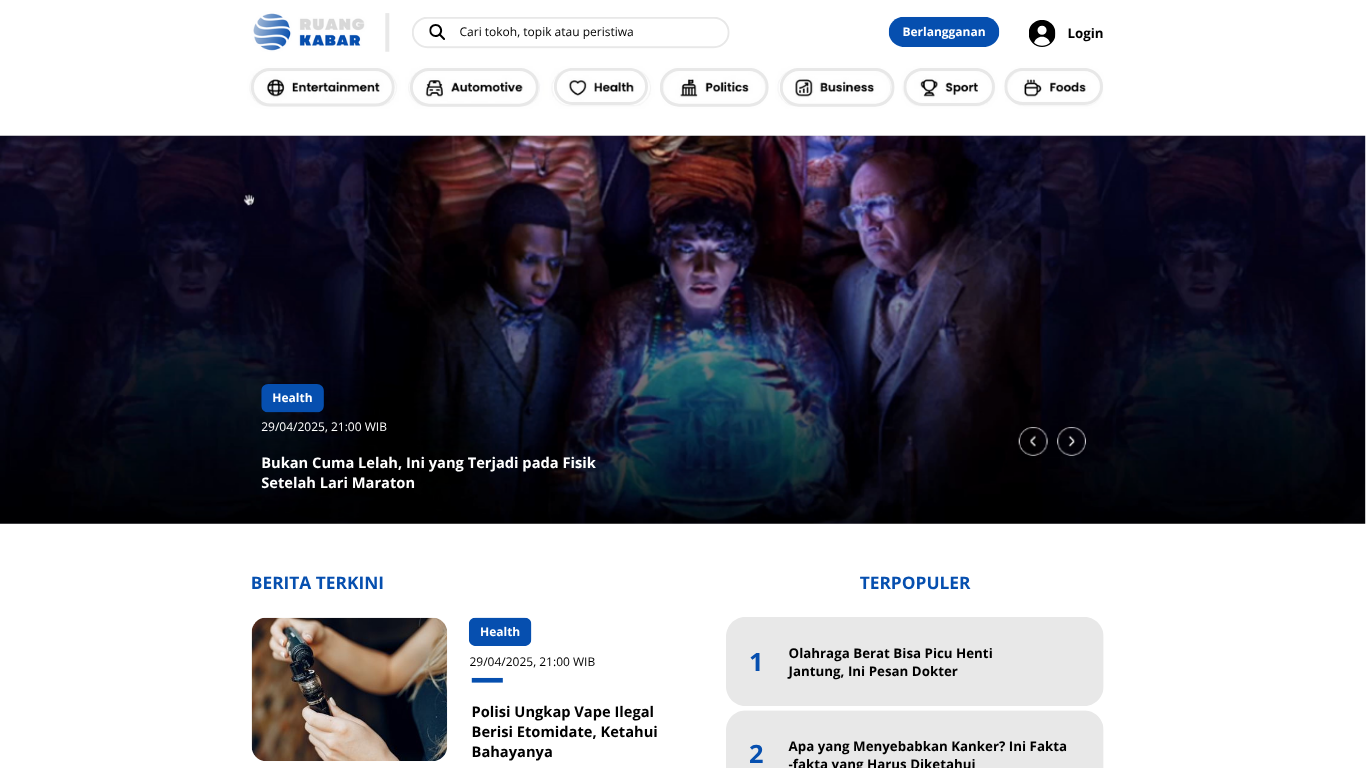 RUANG
KABAR
Cari tokoh, topik atau peristiwa
Berlangganan
Login
Entertainment
Automotive
Health
Politics
Business
Sport
Foods
Health
29/04/2025, 21:00 WIB
Bukan Cuma Lelah, Ini yang Terjadi pada Fisik
Setelah Lari Maraton
BERITA TERKINI
Health
29/04/2025, 21:00 WIB
Polisi Ungkap Vape Ilegal
Berisi Etomidate, Ketahui
Bahayanya
TERPOPULER
1
Olahraga Berat Bisa Picu Henti
Jantung, Ini Pesan Dokter
2
Apa yang Menyebabkan Kanker? Ini Fakta
-fakta yang Harus Diketahui